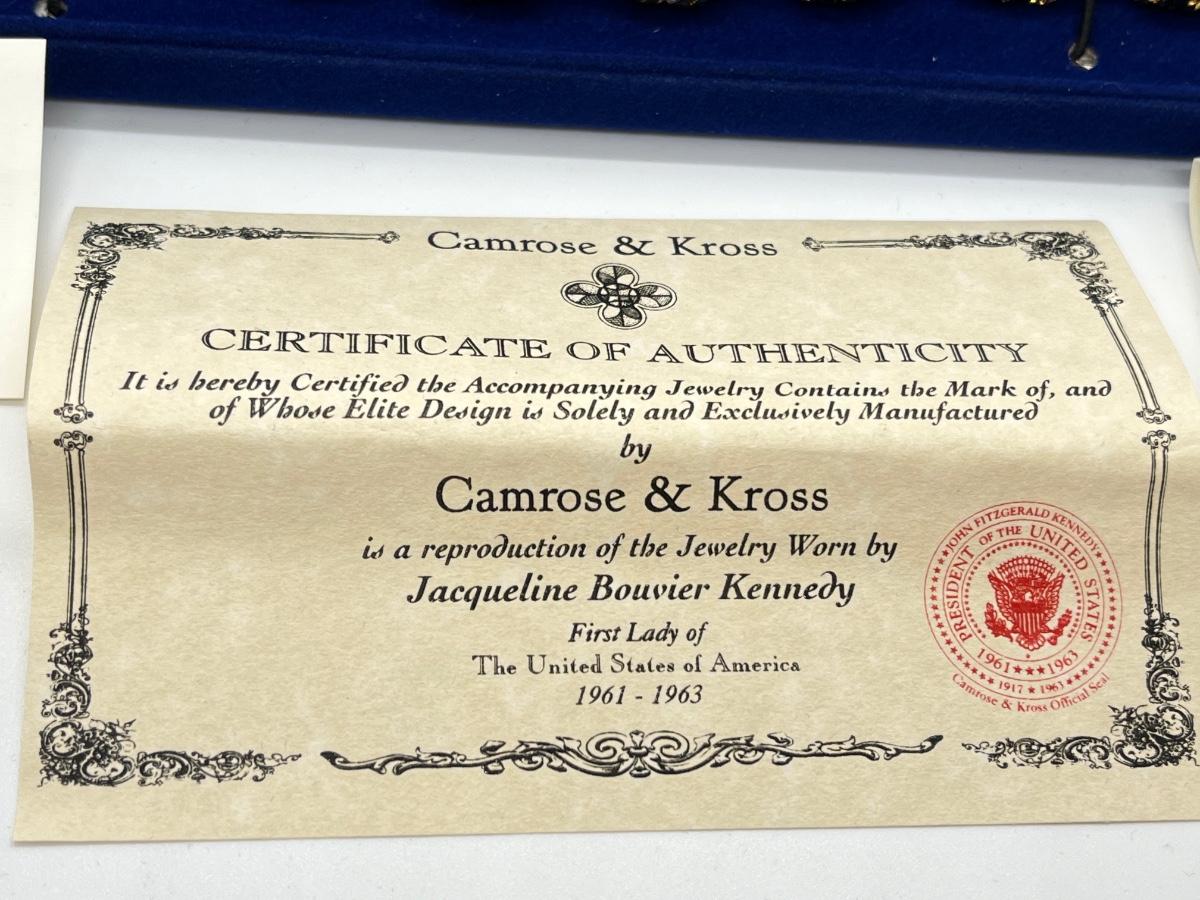 Camrose & Kross
CERTIFICATE OF AUTHENTICITY
It is hereby Certified the Accompanying Jewelry Contains the Mark of, and
of Whose Elite Design is Solely and Exclusively Manufactured
by
Camrose & Kross
is a reproduction of the Jewelry Worn by
Jacqueline Bouvier Kennedy
First Lady of
The United States of America
1961 - 1963
JOHN FITZGERALD KENNEDY
PRESIDENT OF THE UNITED STATES
1961★★★1963
1917 ★ 1963
Camrose & Kross Official Seal